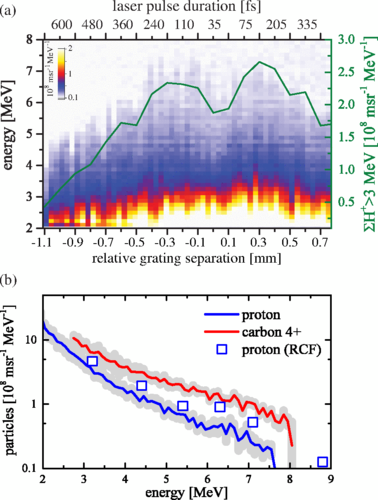 (a)
laser pulse duration [fs]
600 480 360 240 110 35 75 205 335
8
7
6
5
4
3
2
energy [MeV]
10⁸ msr⁻¹ MeV⁻¹
2
0.1
3.0
2.5
2.0
1.5
1.0
0.5
ΣH⁺>3 MeV [10⁸ msr⁻¹ MeV⁻¹]
-1.1 -0.9 -0.7 -0.5 -0.3 -0.1 0.1 0.3 0.5 0.7
relative grating separation [mm]
(b)
particles [10⁸ msr⁻¹ MeV⁻¹]
10
1
0.1
proton
carbon 4+
proton (RCF)
2 3 4 5 6 7 8 9
energy [MeV]